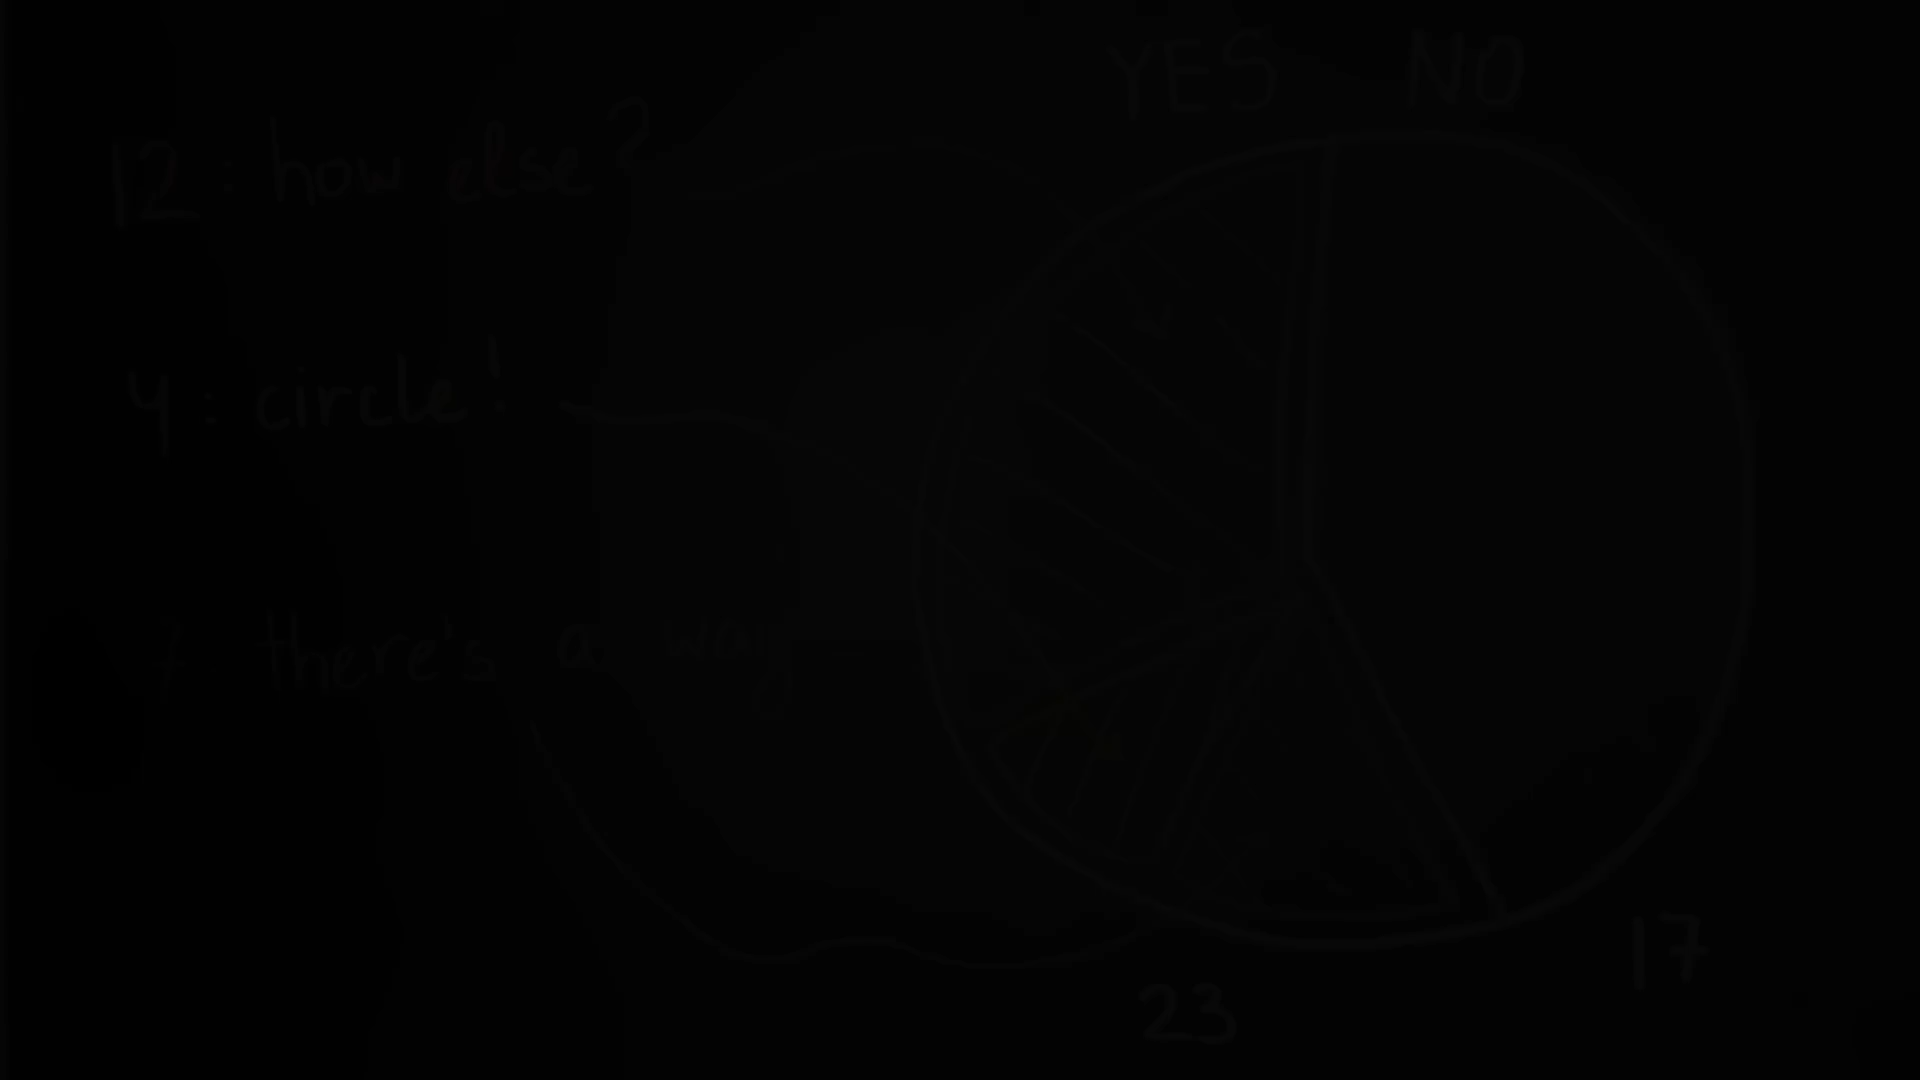 YES NO
12: how else?
4: circle!
7: there's a way
17
23